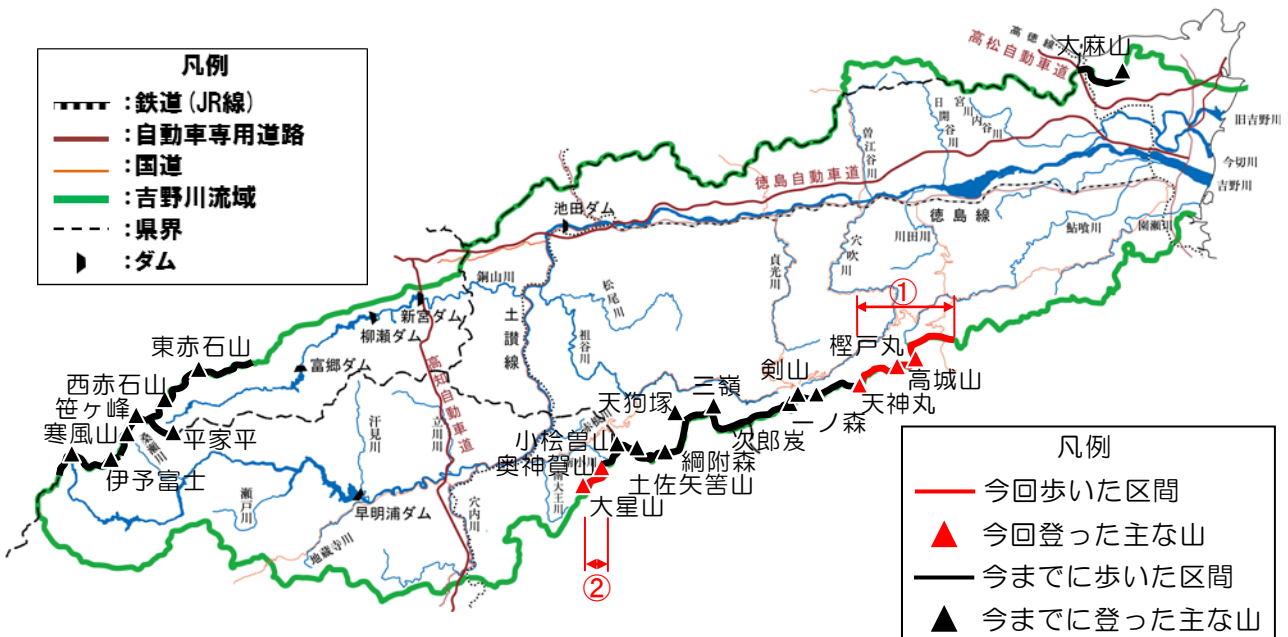 凡例
:鉄道(JR線)
:自動車専用道路
:国道
:吉野川流域
:県界
:ダム
高徳線
高松自動車道
大麻山
旧吉野川
今切川
吉野川
宮川内谷川
日開谷川
曽江谷川
徳島自動車道
徳島線
池田ダム
川田川
鮎喰川
園瀬川
穴吹川
貞光川
銅山川
松尾川
祖谷川
土讃線
新宮ダム
柳瀬ダム
富郷ダム
高知自動車道
①
樫戸丸
高城山
天神丸
一ノ森
剣山
次郎岌
三嶺
天狗塚
綱附森
土佐矢筈山
小桧曽山
奥神賀山
大星山
②
南大王川
穴内川
立川川
汗見川
早明浦ダム
地蔵寺川
瀬戸川
東赤石山
西赤石山
笹ヶ峰
寒風山
平家平
桑瀬川
伊予富士
凡例
今回歩いた区間
今回登った主な山
今までに歩いた区間
今までに登った主な山